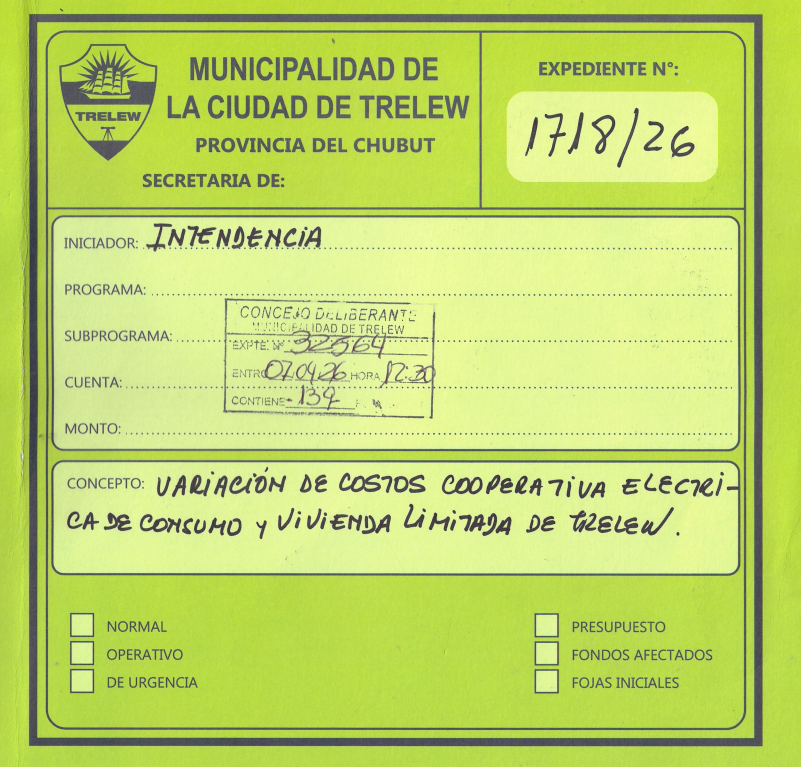 MUNICIPALIDAD DE
LA CIUDAD DE TRELEW
PROVINCIA DEL CHUBUT
SECRETARIA DE:
TRELEW
EXPEDIENTE N°:
1718/26
INICIADOR: INTENDENCIA
PROGRAMA:
SUBPROGRAMA:
CUENTA:
MONTO:
CONCEJO DELIBERANTE
MUNICIPALIDAD DE TRELEW
EXPTE. Nº 32564
ENTRO 07.04.26 HORA 12:30
CONTIENE - 139
CONCEPTO: VARIACIÓN DE COSTOS COOPERATIVA ELECTRI-
CA DE CONSUMO y VIVIENDA LIMITADA DE TRELEW.
NORMAL
OPERATIVO
DE URGENCIA
PRESUPUESTO
FONDOS AFECTADOS
FOJAS INICIALES